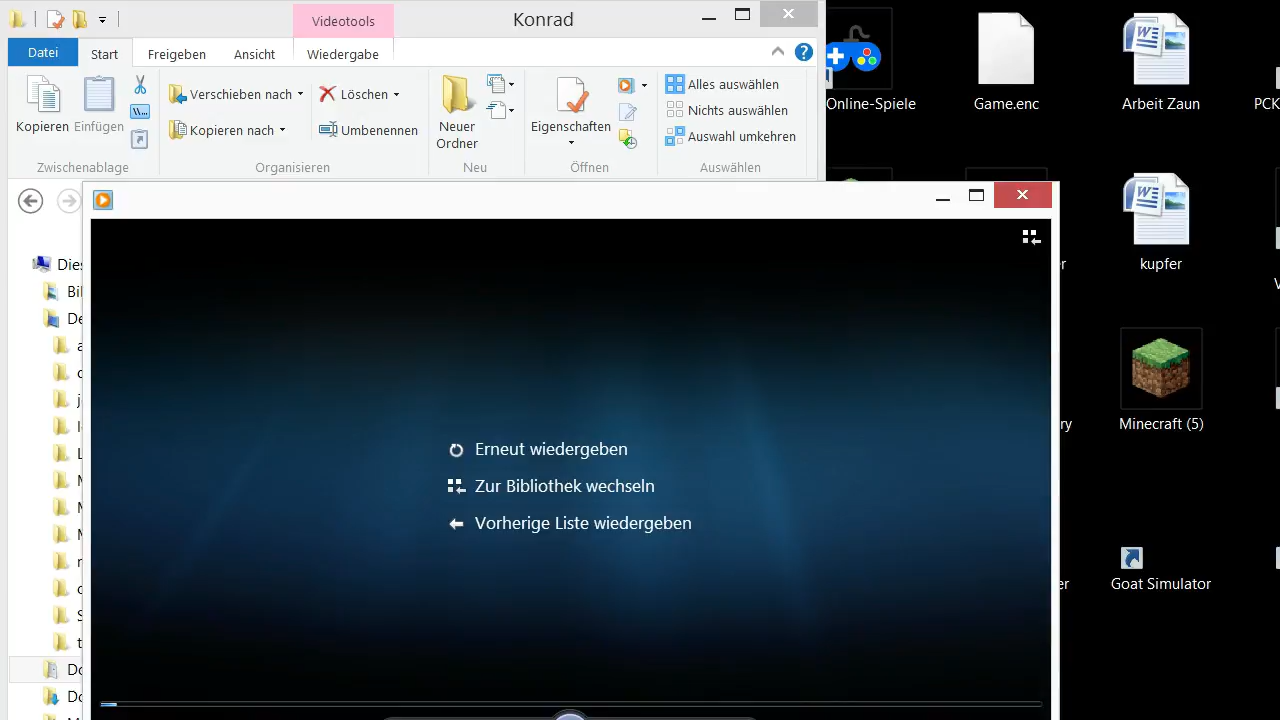 Videotools
Konrad
Datei
Start
Ansicht
Wiedergabe
Kopieren
Einfügen
Verschieben nach
Kopieren nach
Löschen
Umbenennen
Neuer
Ordner
Eigenschaften
Alles auswählen
Nichts auswählen
Auswahl umkehren
Zwischenablage
Organisieren
Neu
Öffnen
Auswählen
Erneut wiedergeben
Zur Bibliothek wechseln
Vorherige Liste wiedergeben
Online-Spiele
Game.enc
Arbeit Zaun
PCK
kupfer
Minecraft (5)
Goat Simulator